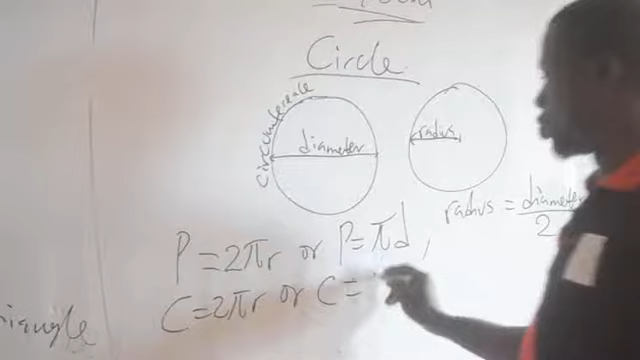 Circle
circumference
diameter
radius
radius = diameter
2
P = 2πr or P = πd,
C = 2πr or C =